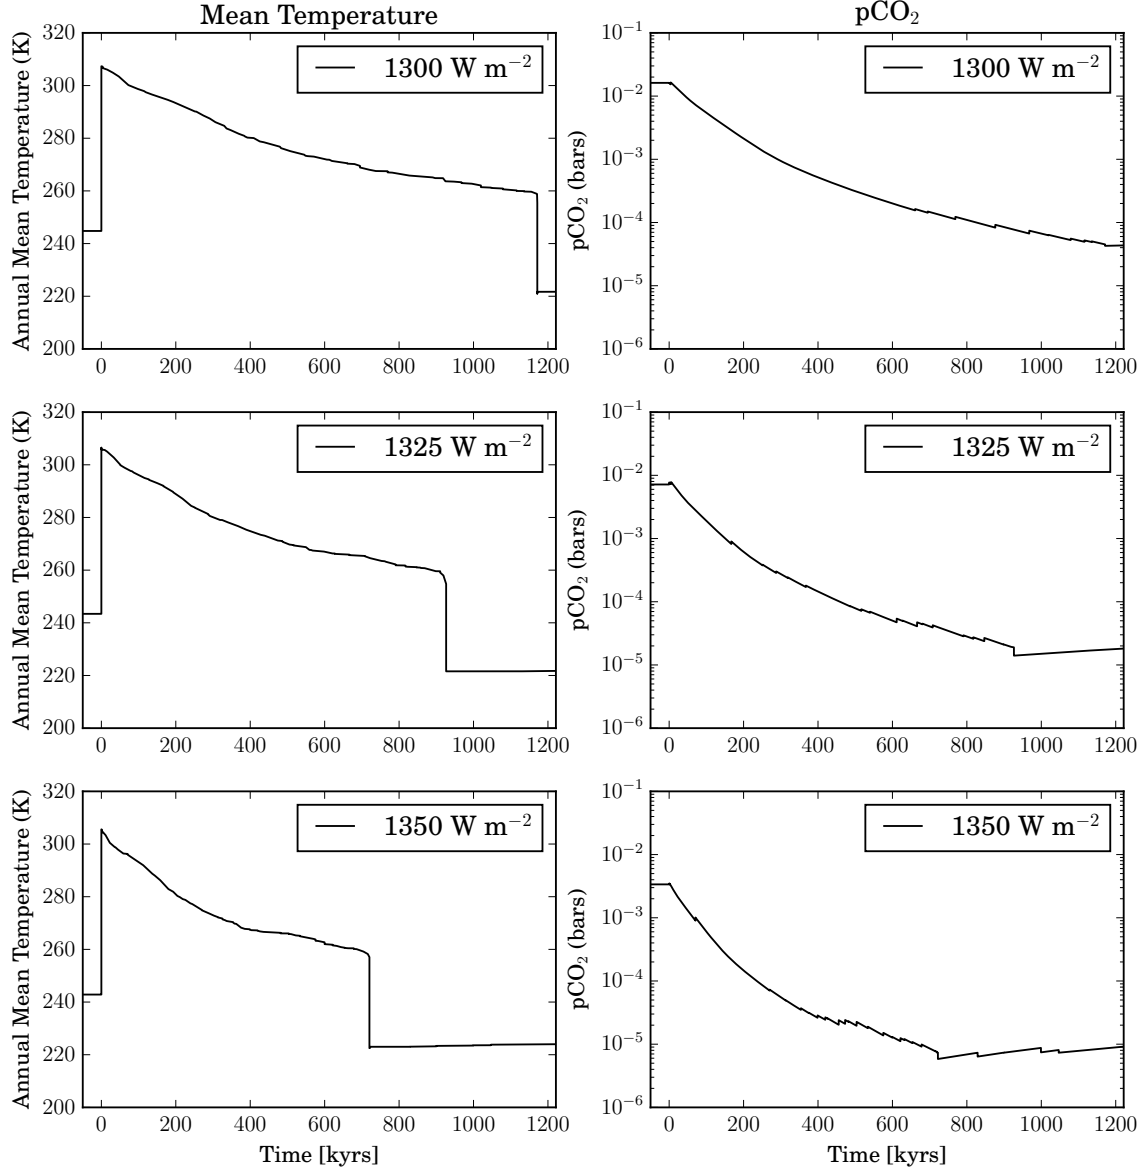 Mean Temperature
pCO₂
Annual Mean Temperature (K)
320
300
280
260
240
220
200
1300 W m⁻²
0 200 400 600 800 1000 1200
pCO₂ (bars)
10⁻¹
10⁻²
10⁻³
10⁻⁴
10⁻⁵
10⁻⁶
1300 W m⁻²
0 200 400 600 800 1000 1200
Annual Mean Temperature (K)
320
300
280
260
240
220
200
1325 W m⁻²
0 200 400 600 800 1000 1200
pCO₂ (bars)
10⁻¹
10⁻²
10⁻³
10⁻⁴
10⁻⁵
10⁻⁶
1325 W m⁻²
0 200 400 600 800 1000 1200
Annual Mean Temperature (K)
320
300
280
260
240
220
200
1350 W m⁻²
0 200 400 600 800 1000 1200
Time [kyrs]
pCO₂ (bars)
10⁻¹
10⁻²
10⁻³
10⁻⁴
10⁻⁵
10⁻⁶
1350 W m⁻²
0 200 400 600 800 1000 1200
Time [kyrs]